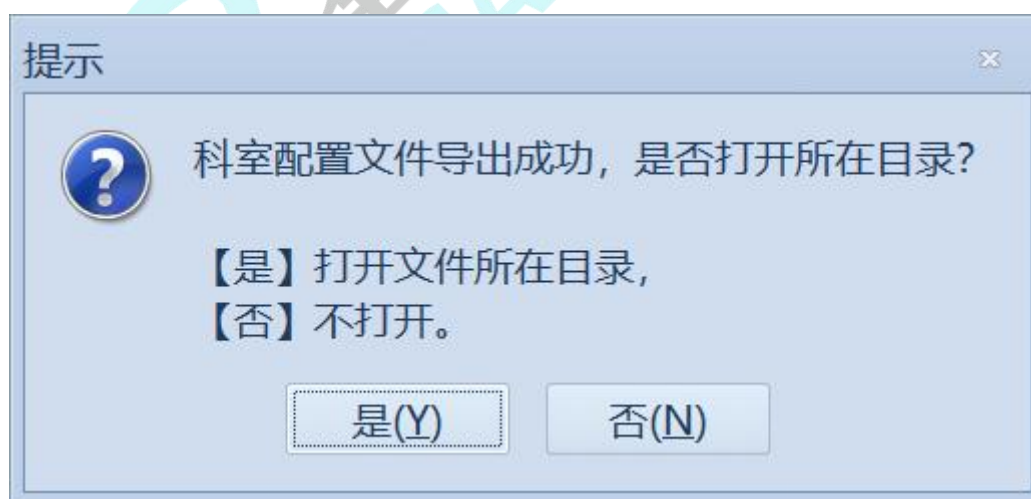 提示
科室配置文件导出成功，是否打开所在目录?
【是】打开文件所在目录，
【否】不打开。
是(Y)
否(N)